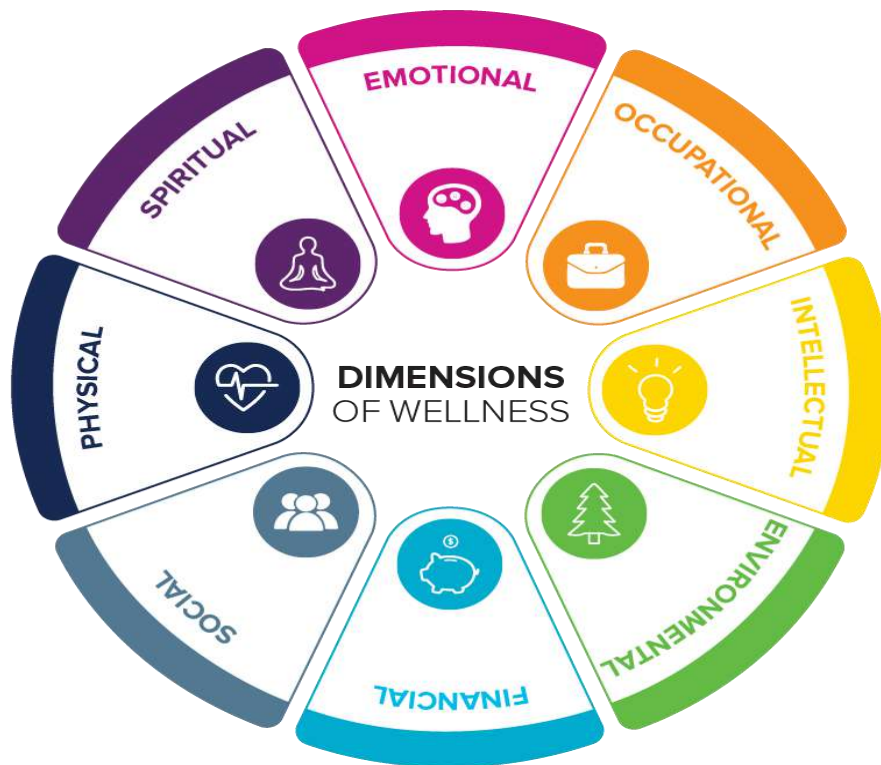 EMOTIONAL
OCCUPATIONAL
INTELLECTUAL
ENVIRONMENTAL
FINANCIAL
SOCIAL
PHYSICAL
SPIRITUAL
DIMENSIONS
OF WELLNESS
$